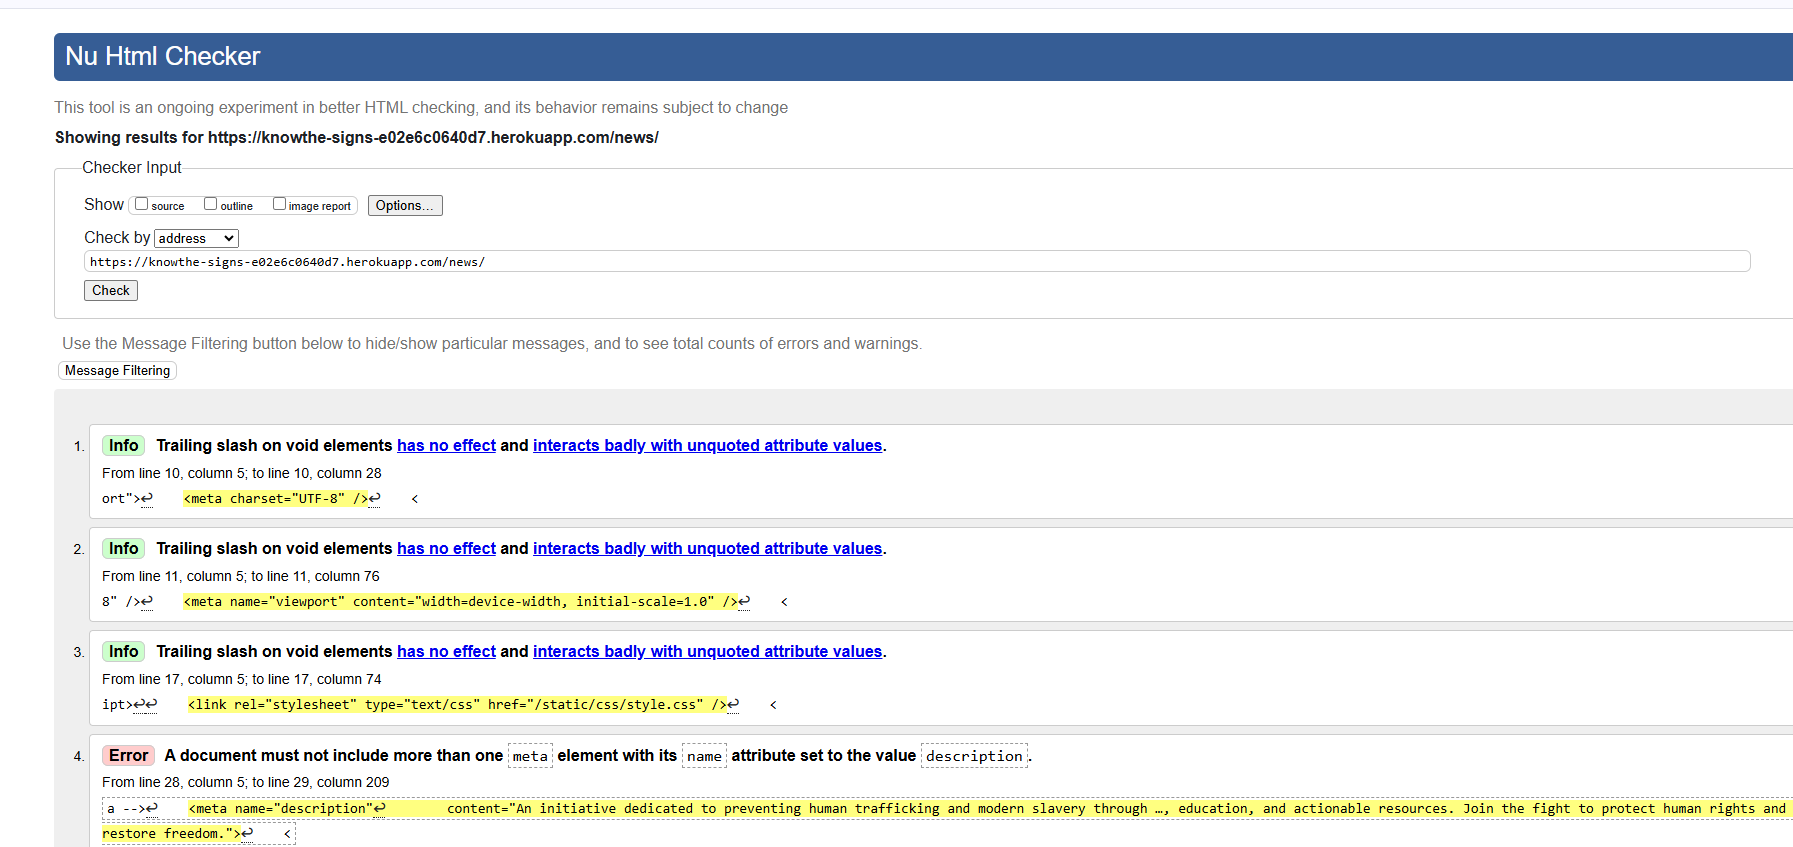 Nu Html Checker
This tool is an ongoing experiment in better HTML checking, and its behavior remains subject to change
Showing results for https://knowthe-signs-e02e6c0640d7.herokuapp.com/news/
Checker Input
Show source outline image report Options...
Check by address
https://knowthe-signs-e02e6c0640d7.herokuapp.com/news/
Check
Use the Message Filtering button below to hide/show particular messages, and to see total counts of errors and warnings.
Message Filtering
1. Info Trailing slash on void elements has no effect and interacts badly with unquoted attribute values.
From line 10, column 5; to line 10, column 28
ort">↩ <meta charset="UTF-8" />↩ <
2. Info Trailing slash on void elements has no effect and interacts badly with unquoted attribute values.
From line 11, column 5; to line 11, column 76
8" />↩ <meta name="viewport" content="width=device-width, initial-scale=1.0" />↩ <
3. Info Trailing slash on void elements has no effect and interacts badly with unquoted attribute values.
From line 17, column 5; to line 17, column 74
ipt>↩↩ <link rel="stylesheet" type="text/css" href="/static/css/style.css" />↩ <
4. Error A document must not include more than one meta element with its name attribute set to the value description.
From line 28, column 5; to line 29, column 209
a -->↩ <meta name="description"↩ content="An initiative dedicated to preventing human trafficking and modern slavery through …, education, and actionable resources. Join the fight to protect human rights and
restore freedom.">↩ <